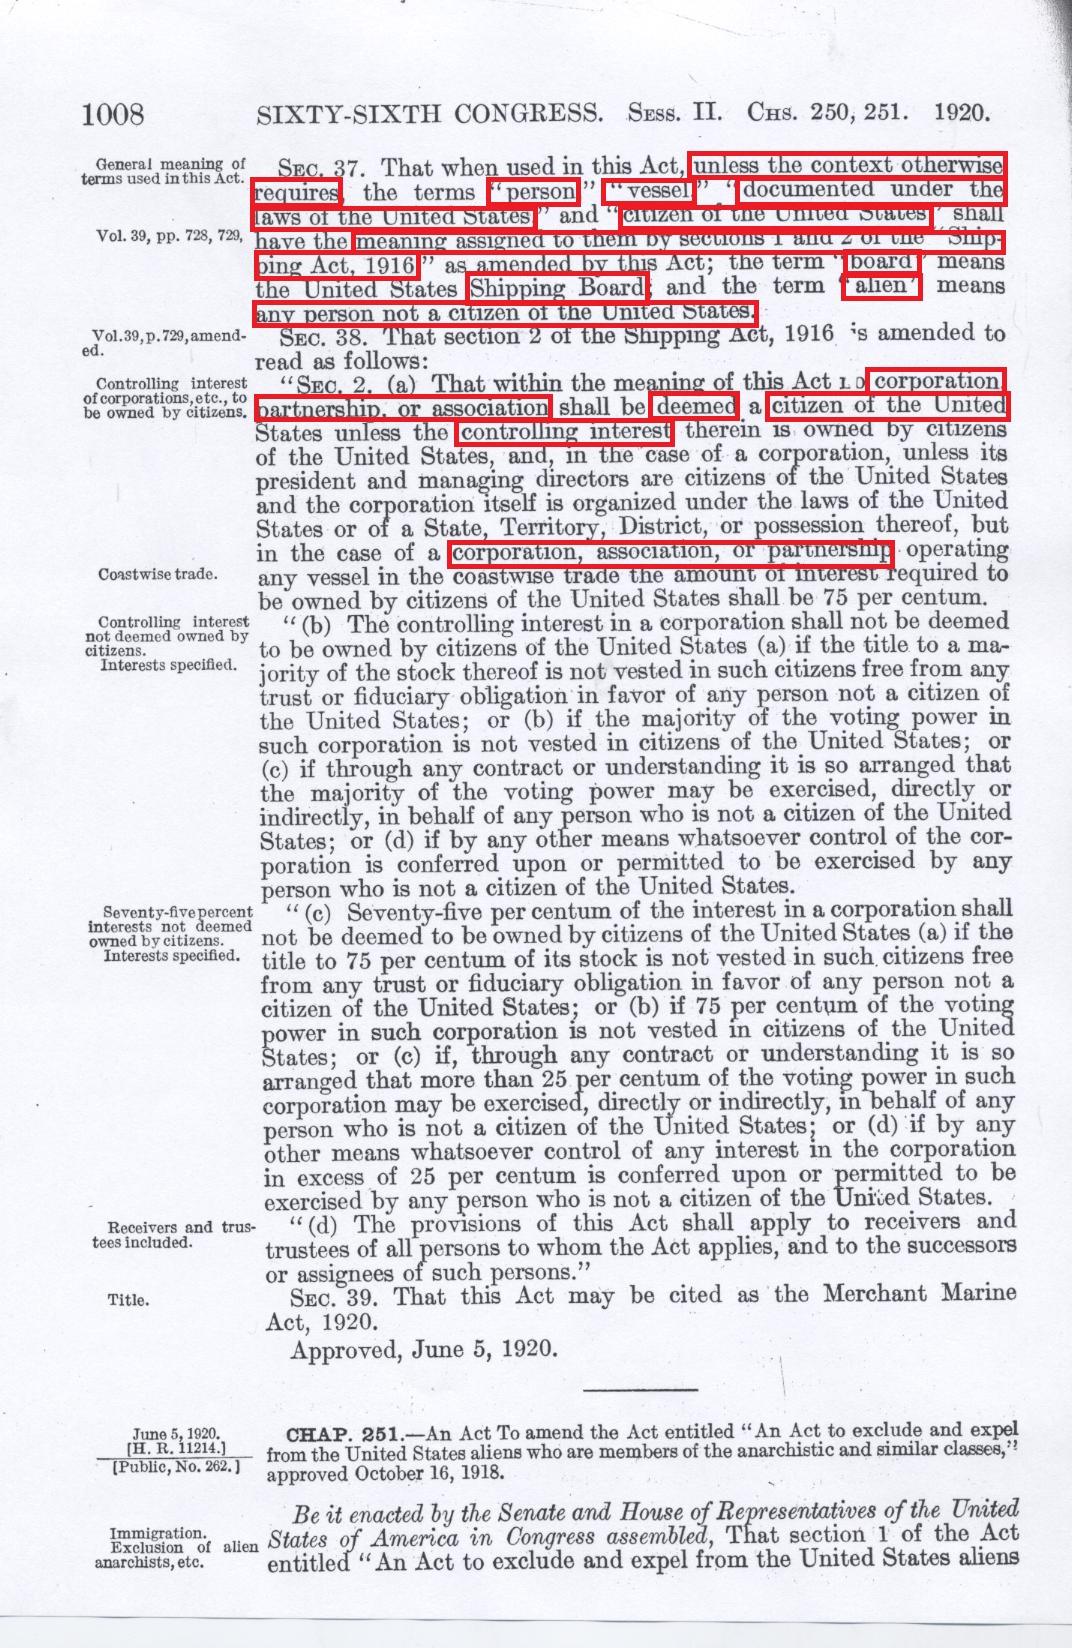 1008 SIXTY-SIXTH CONGRESS. SESS. II. CHS. 250, 251. 1920.
General meaning of
terms used in this Act.
SEC. 37. That when used in this Act, unless the context otherwise
requires, the terms "person" "vessel," "documented under the
laws of the United States," and "citizen of the United States" shall
Vol. 39, pp. 728, 729,
have the meaning assigned to them by sections 1 and 2 of the "Ship-
ping Act, 1916," as amended by this Act; the term "board" means
the United States Shipping Board; and the term "alien" means
any person not a citizen of the United States.
Vol. 39, p. 729, amend-
ed.
SEC. 38. That section 2 of the Shipping Act, 1916 is amended to
read as follows:
Controlling interest
of corporations, etc., to
be owned by citizens.
"SEC. 2. (a) That within the meaning of this Act no corporation,
partnership, or association shall be deemed a citizen of the United
States unless the controlling interest therein is owned by citizens
of the United States, and, in the case of a corporation, unless its
president and managing directors are citizens of the United States
and the corporation itself is organized under the laws of the United
States or of a State, Territory, District, or possession thereof, but
in the case of a corporation, association, or partnership operating
Coastwise trade.
any vessel in the coastwise trade the amount of interest required to
be owned by citizens of the United States shall be 75 per centum.
Controlling interest
not deemed owned by
citizens.
Interests specified.
"(b) The controlling interest in a corporation shall not be deemed
to be owned by citizens of the United States (a) if the title to a ma-
jority of the stock thereof is not vested in such citizens free from any
trust or fiduciary obligation in favor of any person not a citizen of
the United States; or (b) if the majority of the voting power in
such corporation is not vested in citizens of the United States; or
(c) if through any contract or understanding it is so arranged that
the majority of the voting power may be exercised, directly or
indirectly, in behalf of any person who is not a citizen of the United
States; or (d) if by any other means whatsoever control of the cor-
poration is conferred upon or permitted to be exercised by any
person who is not a citizen of the United States.
Seventy-five percent
interests not deemed
owned by citizens.
Interests specified.
"(c) Seventy-five per centum of the interest in a corporation shall
not be deemed to be owned by citizens of the United States (a) if the
title to 75 per centum of its stock is not vested in such citizens free
from any trust or fiduciary obligation in favor of any person not a
citizen of the United States; or (b) if 75 per centum of the voting
power in such corporation is not vested in citizens of the United
States; or (c) if, through any contract or understanding it is so
arranged that more than 25 per centum of the voting power in such
corporation may be exercised, directly or indirectly, in behalf of any
person who is not a citizen of the United States; or (d) if by any
other means whatsoever control of any interest in the corporation
in excess of 25 per centum is conferred upon or permitted to be
exercised by any person who is not a citizen of the United States.
Receivers and trus-
tees included.
"(d) The provisions of this Act shall apply to receivers and
trustees of all persons to whom the Act applies, and to the successors
or assignees of such persons."
Title.
SEC. 39. That this Act may be cited as the Merchant Marine
Act, 1920.
Approved, June 5, 1920.
June 5, 1920.
[H. R. 11214.]
[Public, No. 262.]
CHAP. 251.—An Act To amend the Act entitled "An Act to exclude and expel
from the United States aliens who are members of the anarchistic and similar classes,"
approved October 16, 1918.
Immigration.
Exclusion of alien
anarchists, etc.
Be it enacted by the Senate and House of Representatives of the United
States of America in Congress assembled, That section 1 of the Act
entitled "An Act to exclude and expel from the United States aliens